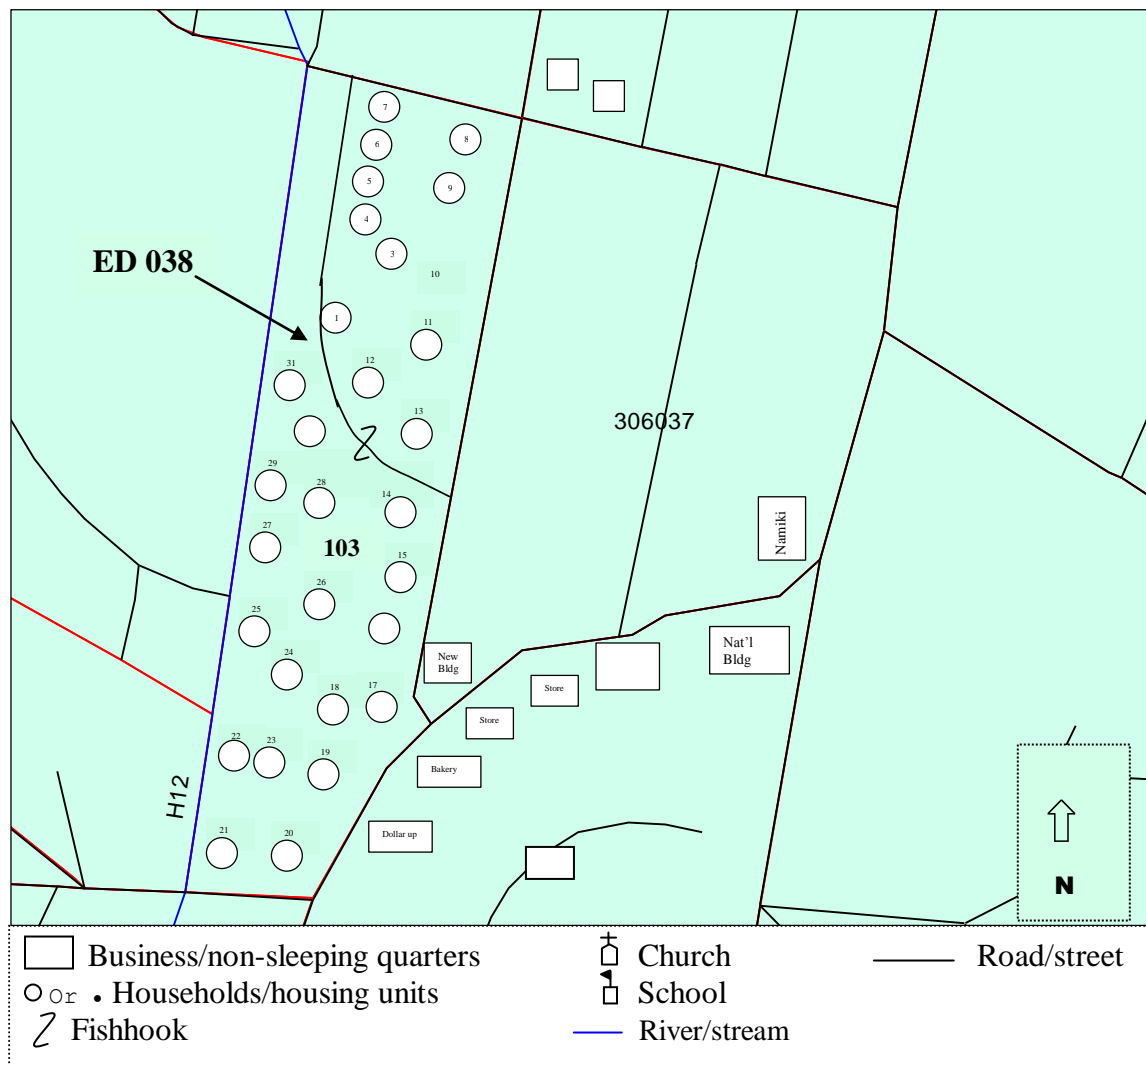 7
6
8
5
9
4
3
ED 038
10
1
11
12
31
13
306037
29
28
14
Namiki
27
103
15
26
25
Nat'l
Bldg
New
Bldg
24
Store
18
17
Store
22
23
19
Bakery
H12
21
20
Dollar up
N
Business/non-sleeping quarters
Church
Road/street
Or . Households/housing units
School
Fishhook
River/stream